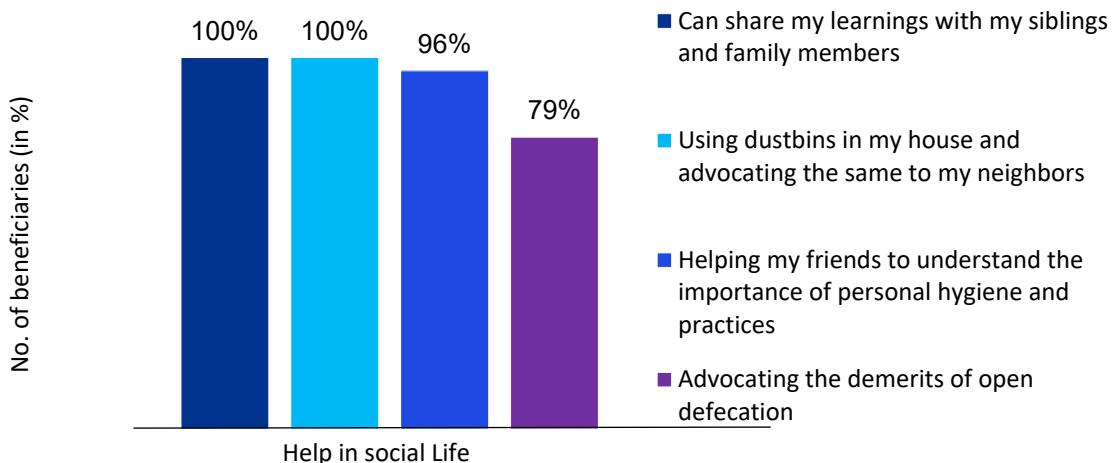 100%
100%
96%
79%
No. of beneficiaries (in %)
Help in social Life
Can share my learnings with my siblings
and family members
Using dustbins in my house and
advocating the same to my neighbors
Helping my friends to understand the
importance of personal hygiene and
practices
Advocating the demerits of open
defecation